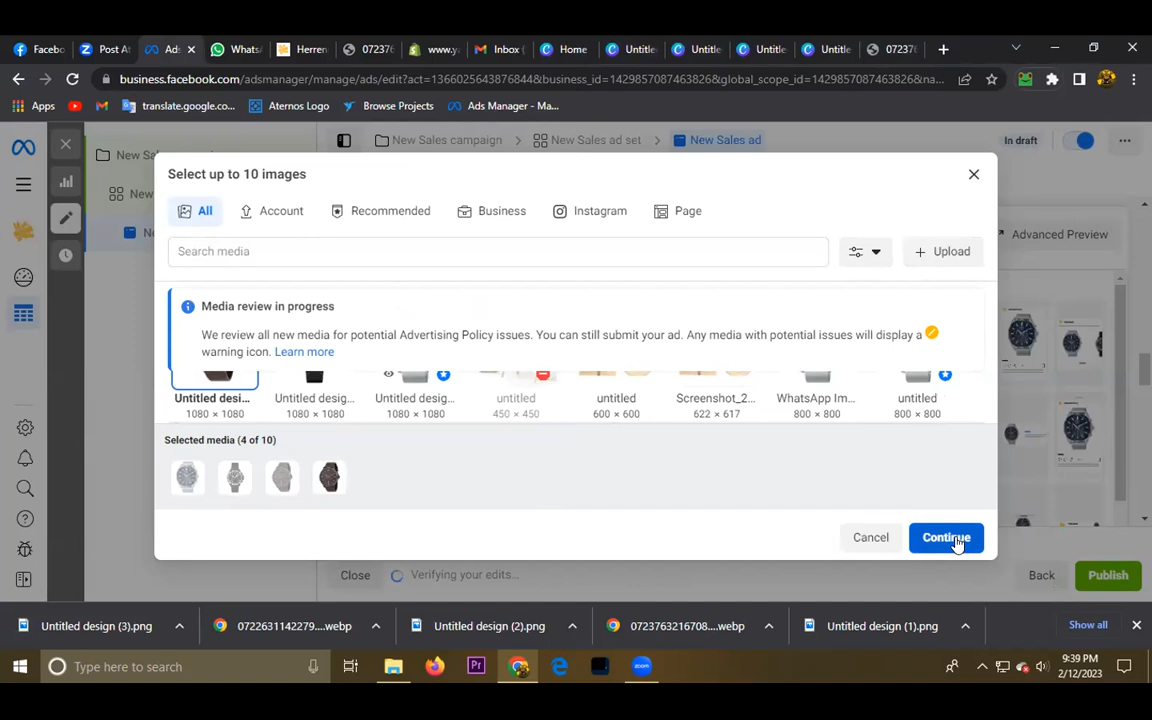 Facebo
Post At
Ads
WhatsA
Herren
07237
www.y
Inbox (
Home
Untitle
Untitle
Untitle
Untitle
07237
business.facebook.com/adsmanager/manage/ads/edit?act=1366025643876844&business_id=1429857087463826&global_scope_id=1429857087463826&na...
Apps
translate.google.co...
Aternos Logo
Browse Projects
Ads Manager - Ma...
New Sal
New Sales campaign
New Sales ad set
New Sales ad
In draft
Select up to 10 images
All
Account
Recommended
Business
Instagram
Page
Search media
Upload
Advanced Preview
Media review in progress
We review all new media for potential Advertising Policy issues. You can still submit your ad. Any media with potential issues will display a
warning icon. Learn more
Untitled desi...
Untitled desig...
Untitled desig...
untitled
untitled
Screenshot_2...
WhatsApp Im...
untitled
1080 × 1080
1080 × 1080
1080 × 1080
450 × 450
600 × 600
622 × 617
800 × 800
800 × 800
Selected media (4 of 10)
Cancel
Continue
Close
Verifying your edits...
Back
Publish
Untitled design (3).png
0722631142279....webp
Untitled design (2).png
0723763216708....webp
Untitled design (1).png
Show all
Type here to search
Pr
zoom
9:39 PM
2/12/2023